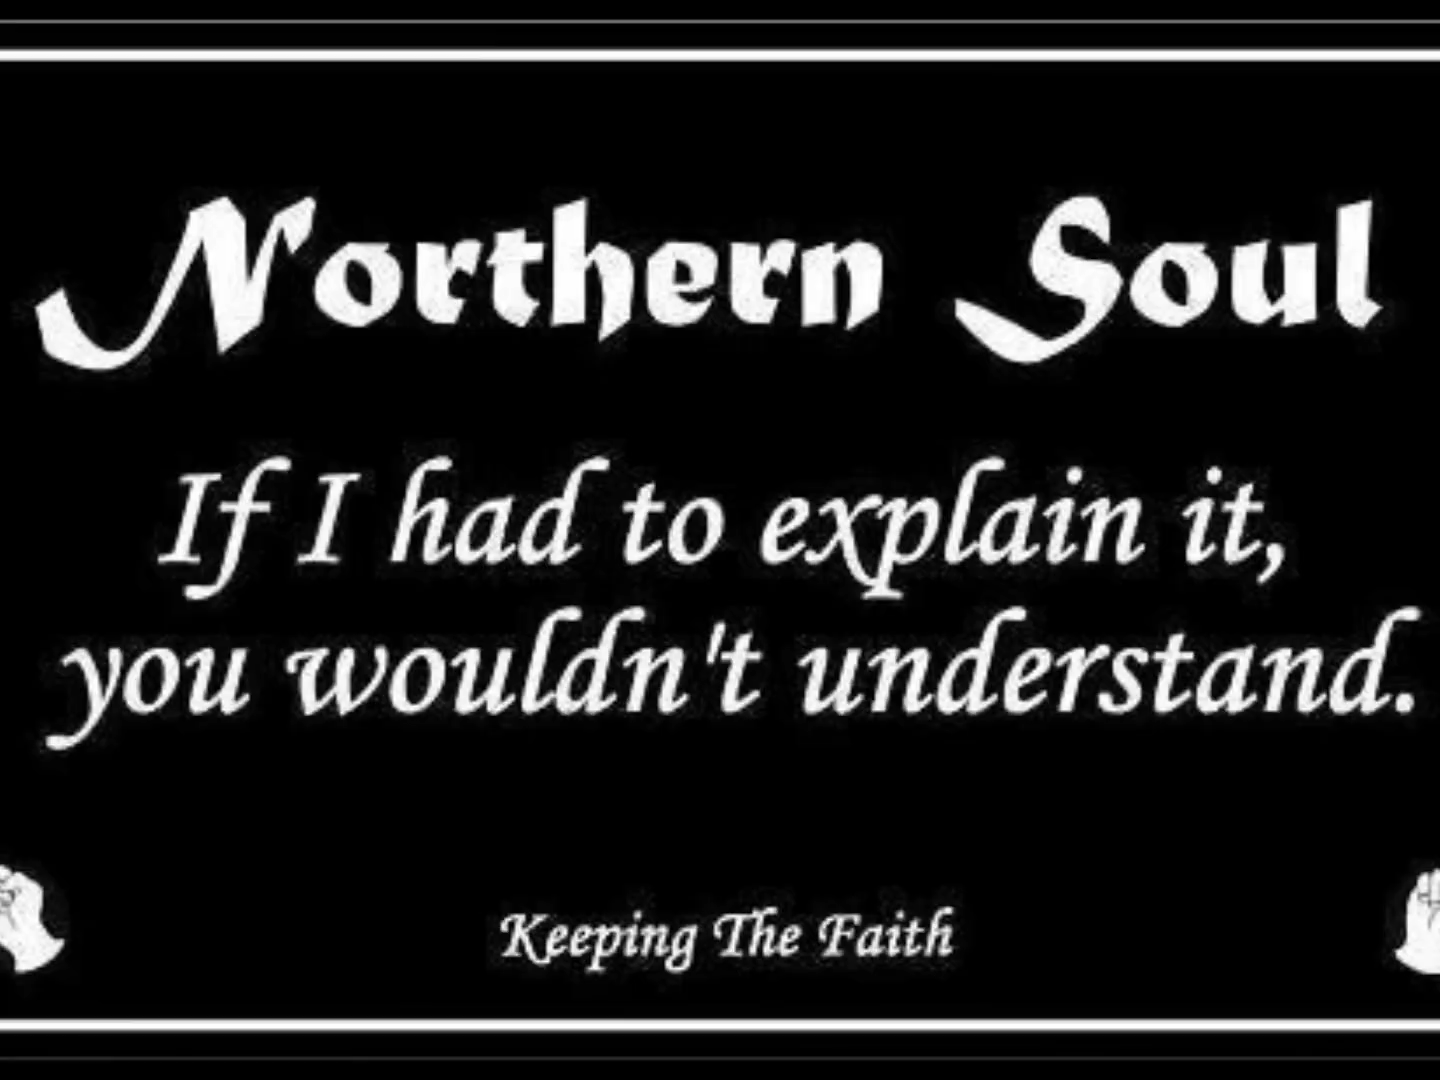 Northern Soul
If I had to explain it,
you wouldn't understand.
Keeping The Faith